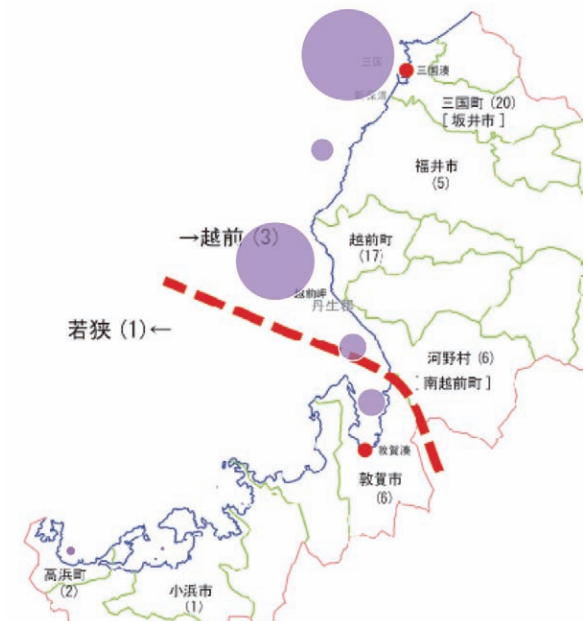 三国
三国湊
新保浦
三国町 (20)
[ 坂井市 ]
福井市
(5)
→越前 (3)
越前町
(17)
越前岬
丹生郡
若狭 (1)←
河野村 (6)
[ 南越前町 ]
敦賀湊
敦賀市
(6)
高浜町
(2)
小浜市
(1)